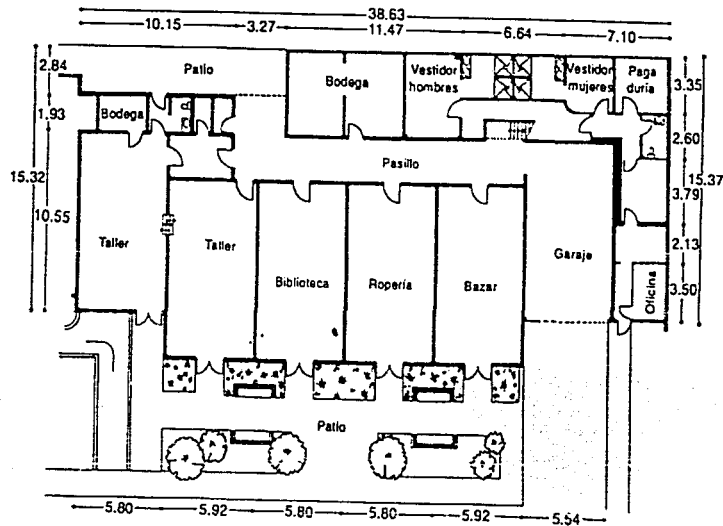 38.63
10.15 3.27 11.47 6.64 7.10
2.84
1.93
15.32
10.55
Patio
Bodega
Vestidor
hombres
Vestidor
mujeres
Paga
duría
3.35
2.60
15.37
3.79
2.13
3.50
Bodega
Pasillo
Taller
Taller
Biblioteca
Ropería
Bazar
Garaje
Oficina
Patio
5.80 5.92 5.92 5.80 5.92 5.54